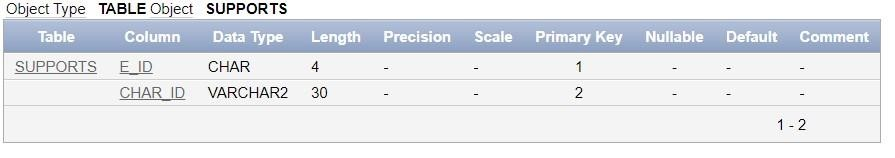 Object Type TABLE Object SUPPORTS
Table Column Data Type Length Precision Scale Primary Key Nullable Default Comment
SUPPORTS E_ID CHAR 4 - - 1 - - -
CHAR_ID VARCHAR2 30 - - 2 - - -
1 - 2